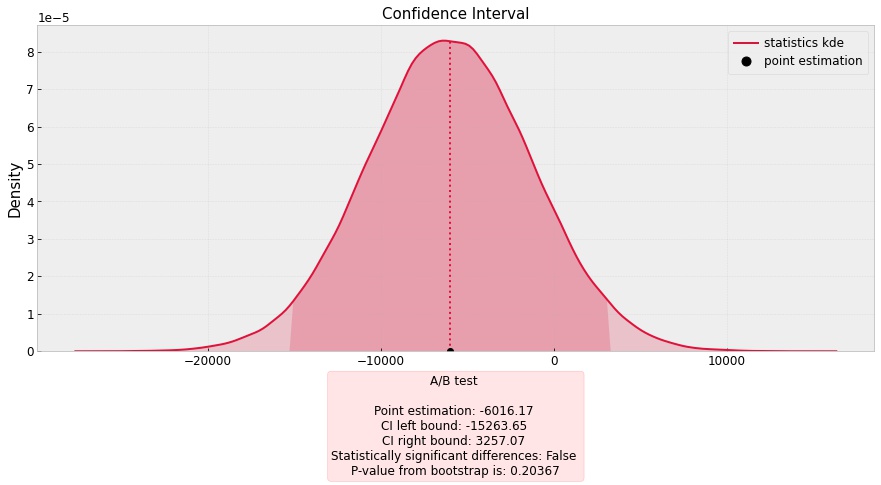 Confidence Interval
1e−5
statistics kde
point estimation
8
7
6
5
4
3
2
1
0
Density
−20000
−10000
0
10000
A/B test
Point estimation: -6016.17
CI left bound: -15263.65
CI right bound: 3257.07
Statistically significant differences: False
P-value from bootstrap is: 0.20367